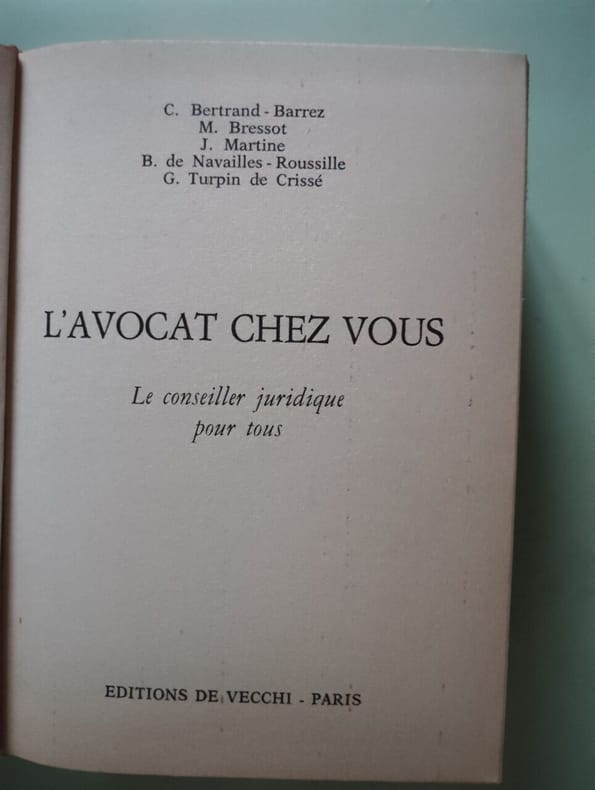 C. Bertrand - Barrez
M. Bressot
J. Martine
B. de Navailles - Roussille
G. Turpin de Crissé
L'AVOCAT CHEZ VOUS
Le conseiller juridique
pour tous
EDITIONS DE VECCHI - PARIS